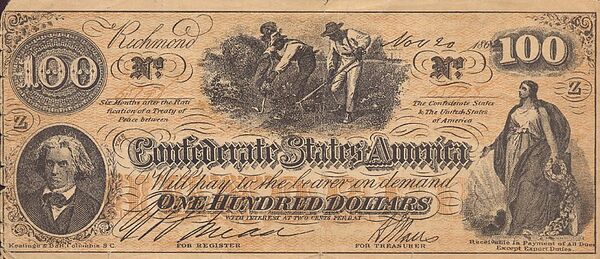 Richmond Nov 20 186
100
100
No.
No.
Six Months after the Rati
fication of a Treaty of
Peace between
The Confederate States
& The United States
of America
Z
Z
Confederate States of America
Will pay to the bearer on demand
ONE HUNDRED DOLLARS
WITH INTEREST AT TWO CENTS PER DAY
Keatinge & Ball, Columbia S.C.
FOR REGISTER
FOR TREASURER
Receivable in Payment of All Dues
Except Export Duties.